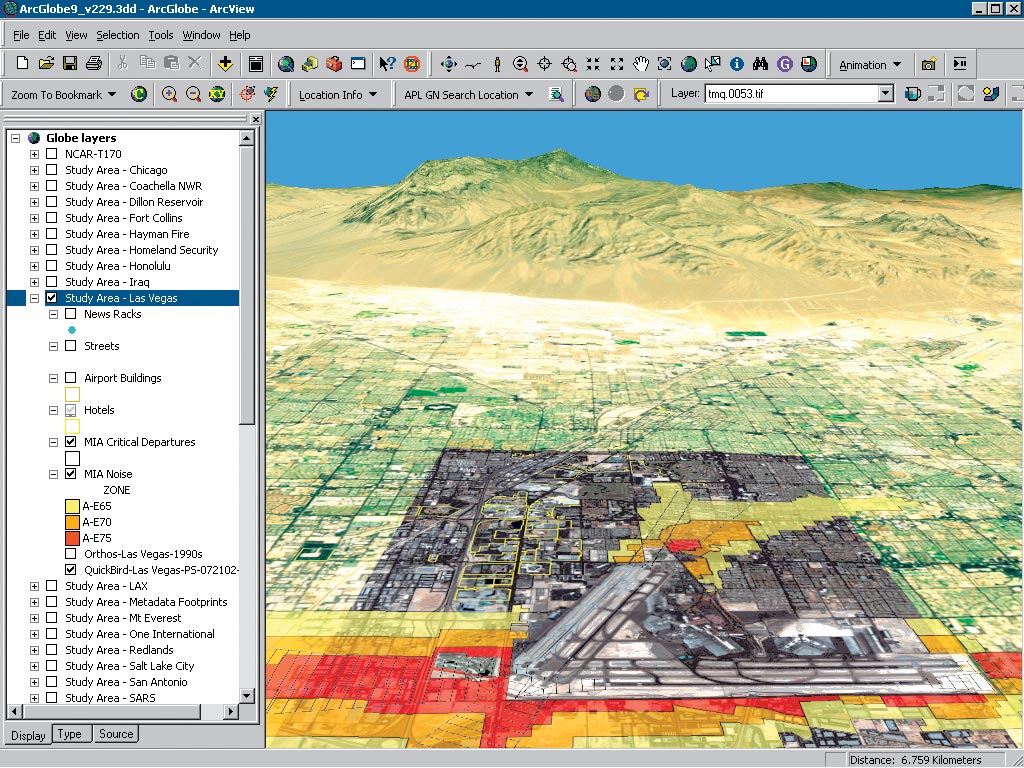 ArcGlobe9_v229.3dd - ArcGlobe - ArcView
File Edit View Selection Tools Window Help
Animation
Zoom To Bookmark Location Info APL GN Search Location Layer: tmq.0053.tif
Globe layers
NCAR-T170
Study Area - Chicago
Study Area - Coachella NWR
Study Area - Dillon Reservoir
Study Area - Fort Collins
Study Area - Hayman Fire
Study Area - Homeland Security
Study Area - Honolulu
Study Area - Iraq
Study Area - Las Vegas
News Racks
Streets
Airport Buildings
Hotels
MIA Critical Departures
MIA Noise
ZONE
A-E65
A-E70
A-E75
Orthos-Las Vegas-1990s
QuickBird-Las Vegas-PS-072102-
Study Area - LAX
Study Area - Metadata Footprints
Study Area - Mt Everest
Study Area - One International
Study Area - Redlands
Study Area - Salt Lake City
Study Area - San Antonio
Study Area - SARS
Display Type Source
Distance: 6.759 Kilometers